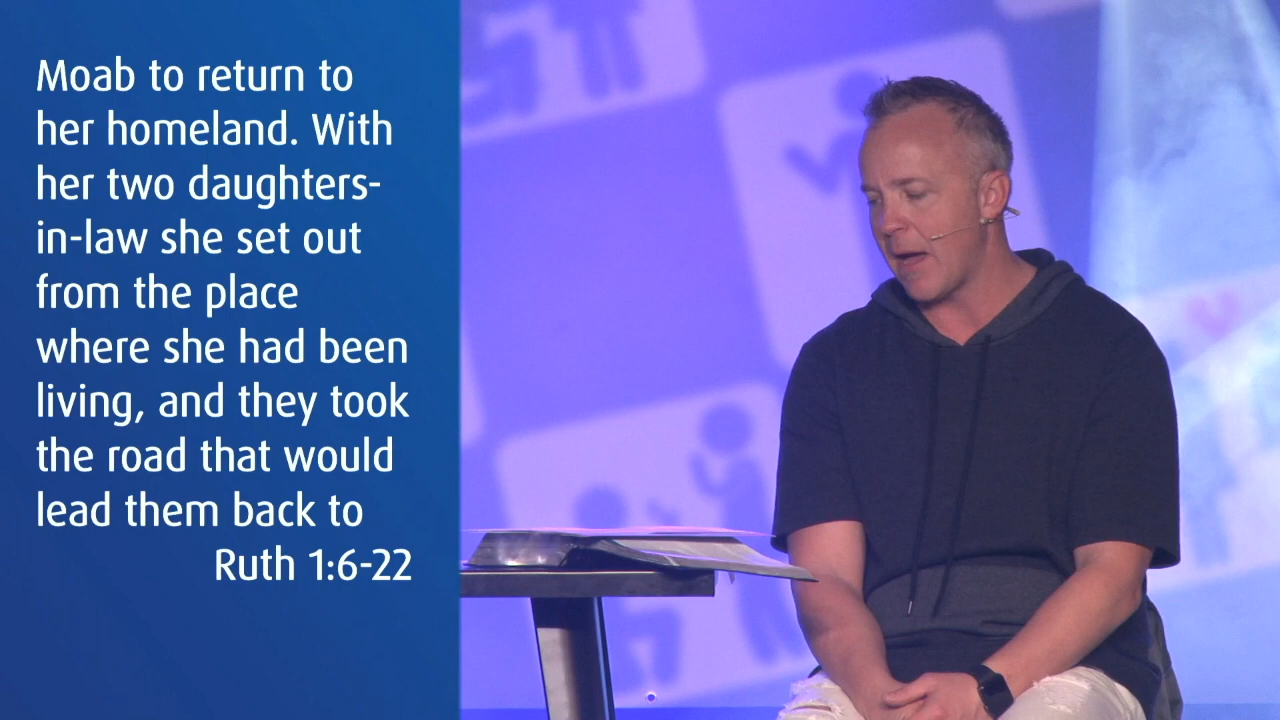 Moab to return to
her homeland. With
her two daughters-
in-law she set out
from the place
where she had been
living, and they took
the road that would
lead them back to
Ruth 1:6-22